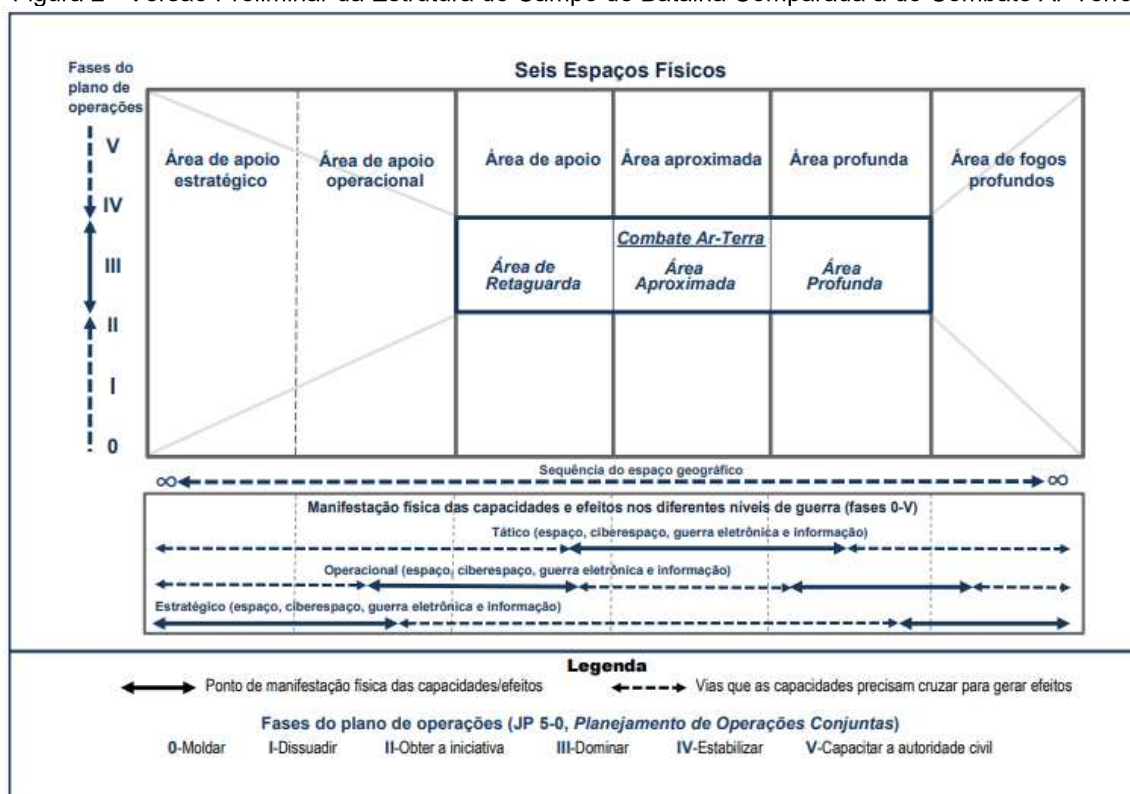 Figura 2 - Versão Preliminar da Estrutura do Campo de Batalha Comparada a do Combate Ar-Terra
Seis Espaços Físicos
Fases do
plano de
operações
V
IV
III
II
I
0
Área de apoio
estratégico
Área de apoio
operacional
Área de apoio
Área aproximada
Área profunda
Área de fogos
profundos
Combate Ar-Terra
Área de
Retaguarda
Área
Aproximada
Área
Profunda
Sequência do espaço geográfico
∞ ∞
Manifestação física das capacidades e efeitos nos diferentes níveis de guerra (fases 0-V)
Tático (espaço, ciberespaço, guerra eletrônica e informação)
Operacional (espaço, ciberespaço, guerra eletrônica e informação)
Estratégico (espaço, ciberespaço, guerra eletrônica e informação)
Legenda
Ponto de manifestação física das capacidades/efeitos
Vias que as capacidades precisam cruzar para gerar efeitos
Fases do plano de operações (JP 5-0, Planejamento de Operações Conjuntas)
0-Moldar I-Dissuadir II-Obter a iniciativa III-Dominar IV-Estabilizar V-Capacitar a autoridade civil